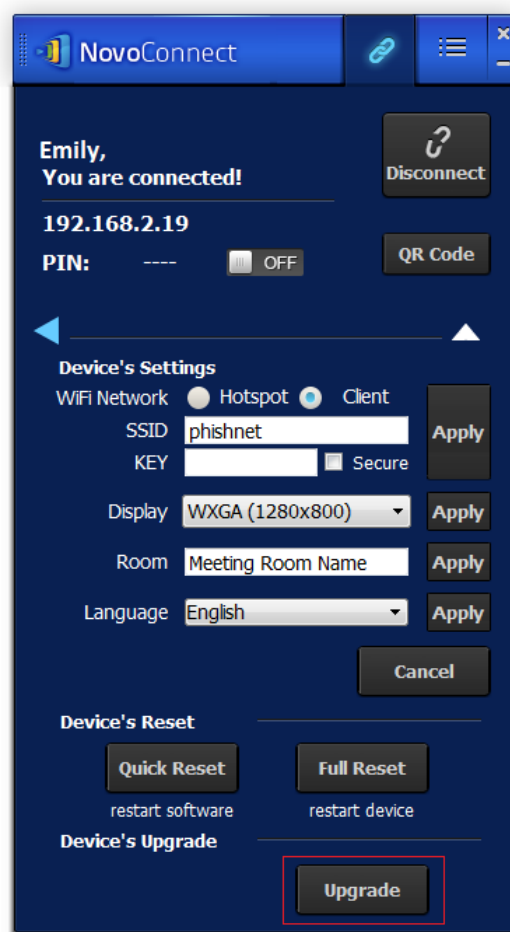 NovoConnect
Emily,
You are connected!
Disconnect
192.168.2.19
PIN: ---- OFF
QR Code
Device's Settings
WiFi Network Hotspot Client
SSID phishnet
KEY Secure
Apply
Display WXGA (1280x800) Apply
Room Meeting Room Name Apply
Language English Apply
Cancel
Device's Reset
Quick Reset Full Reset
restart software restart device
Device's Upgrade
Upgrade